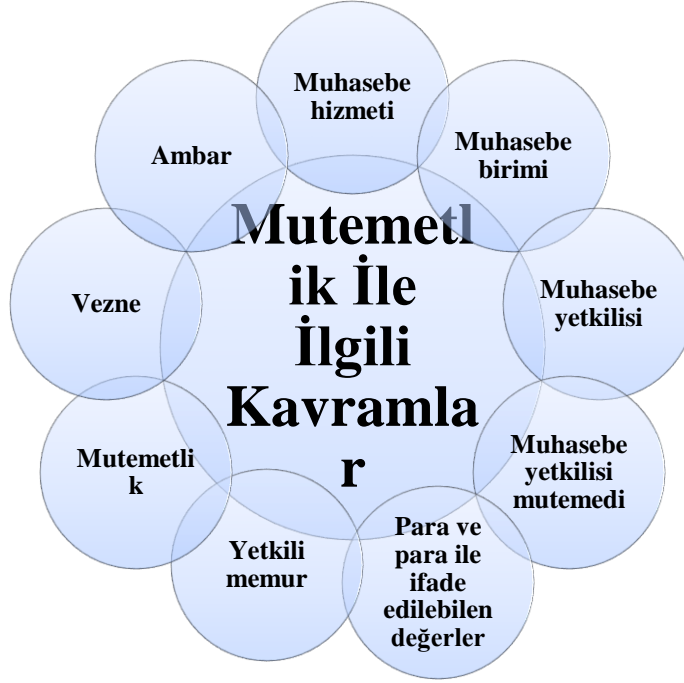 Mutemetl
ik İle
İlgili
Kavramla
r
Muhasebe
hizmeti
Muhasebe
birimi
Muhasebe
yetkilisi
Muhasebe
yetkilisi
mutemedi
Para ve
para ile
ifade
edilebilen
değerler
Yetkili
memur
Mutemetli
k
Vezne
Ambar